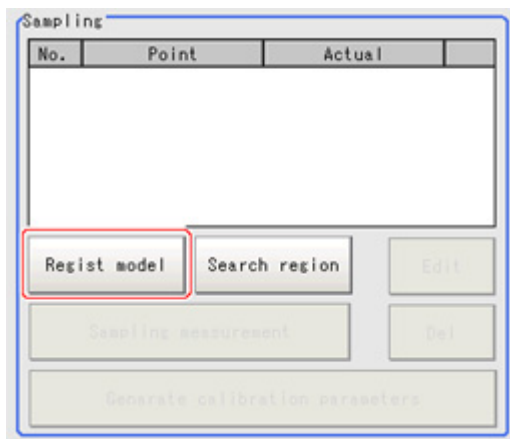 Sampling
No. Point Actual
Regist model Search region Edit
Sampling measurement Del
Generate calibration parameters